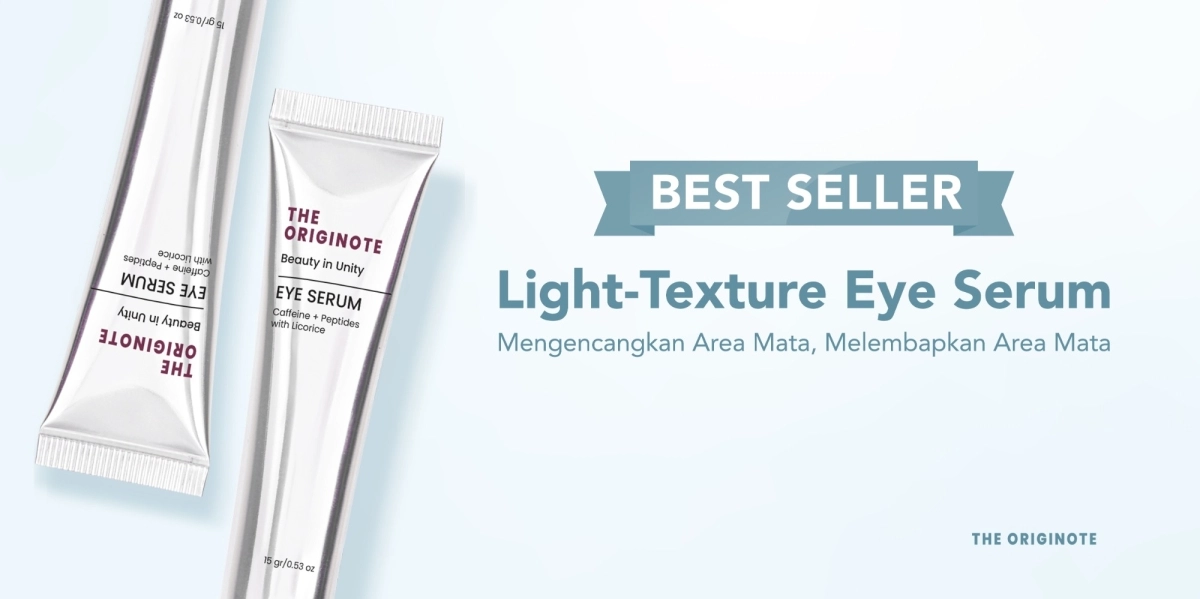 15 gr/0.53 oz
Caffeine + Peptides
with Licorice
EYE SERUM
Beauty in Unity
THE
ORIGINOTE
THE
ORIGINOTE
Beauty in Unity
EYE SERUM
Caffeine + Peptides
with Licorice
15 gr/0.53 oz
BEST SELLER
Light-Texture Eye Serum
Mengencangkan Area Mata, Melembapkan Area Mata
THE ORIGINOTE